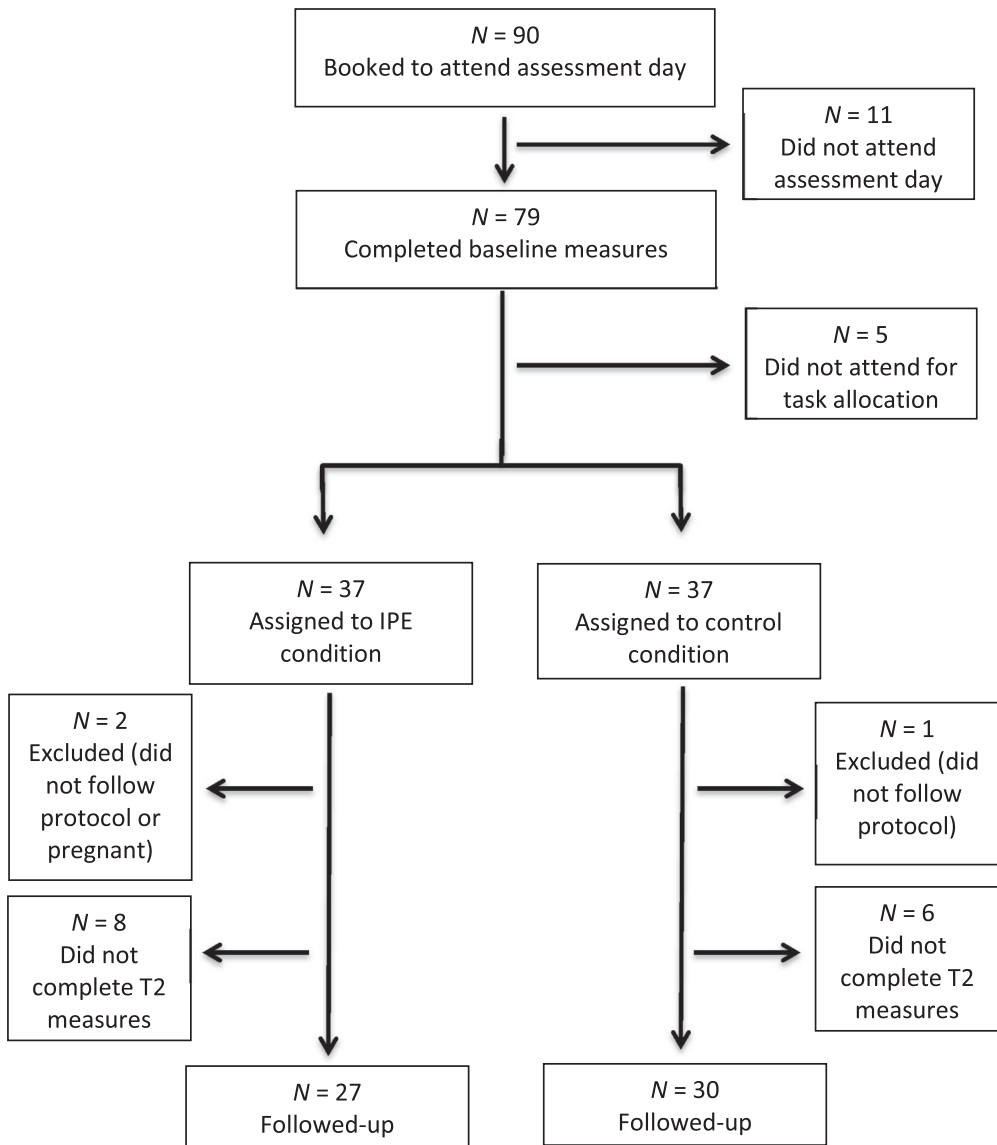 N = 90
Booked to attend assessment day
N = 11
Did not attend
assessment day
N = 79
Completed baseline measures
N = 5
Did not attend for
task allocation
N = 37
Assigned to IPE
condition
N = 37
Assigned to control
condition
N = 2
Excluded (did
not follow
protocol or
pregnant)
N = 1
Excluded (did
not follow
protocol)
N = 8
Did not
complete T2
measures
N = 6
Did not
complete T2
measures
N = 27
Followed-up
N = 30
Followed-up